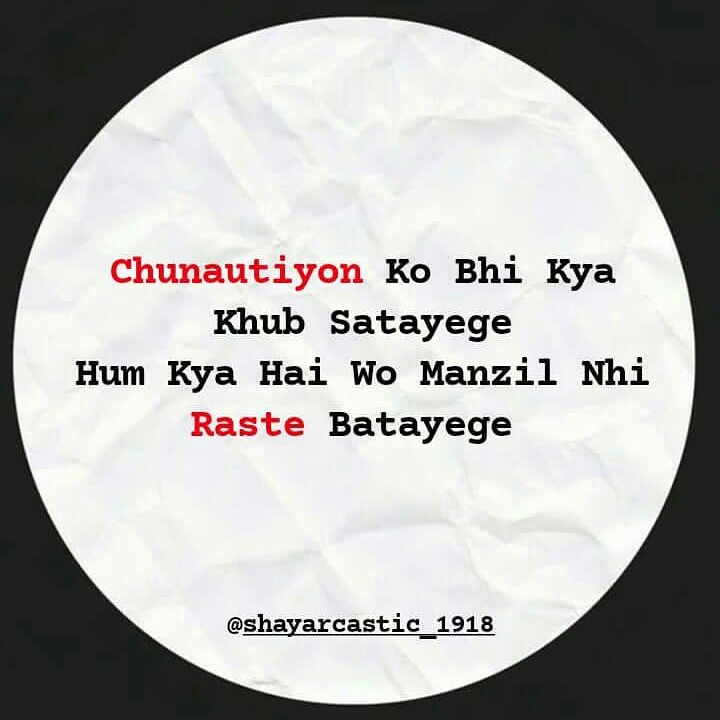 Chunautiyon Ko Bhi Kya
Khub Satayege
Hum Kya Hai Wo Manzil Nhi
Raste Batayege
@shayarcastic_1918